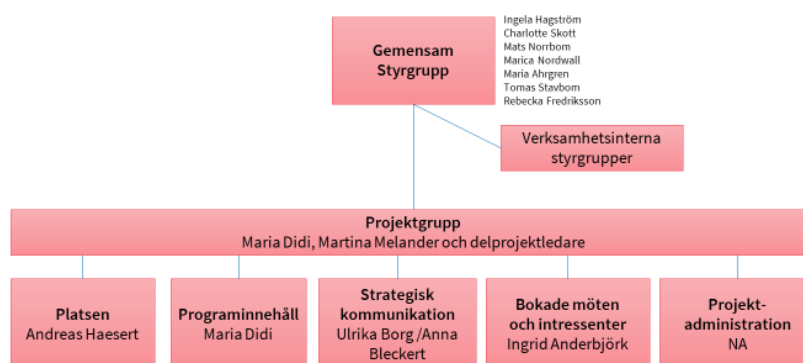 Gemensam
Styrgrupp
Ingela Hagström
Charlotte Skott
Mats Norrbom
Marica Nordwall
Maria Ahrgren
Tomas Stavbom
Rebecka Fredriksson
Verksamhetsinterna
styrgrupper
Projektgrupp
Maria Didi, Martina Melander och delprojektledare
Platsen
Andreas Haesert
Programinnehåll
Maria Didi
Strategisk
kommunikation
Ulrika Borg /Anna
Bleckert
Bokade möten
och intressenter
Ingrid Anderbjörk
Projekt-
administration
NA